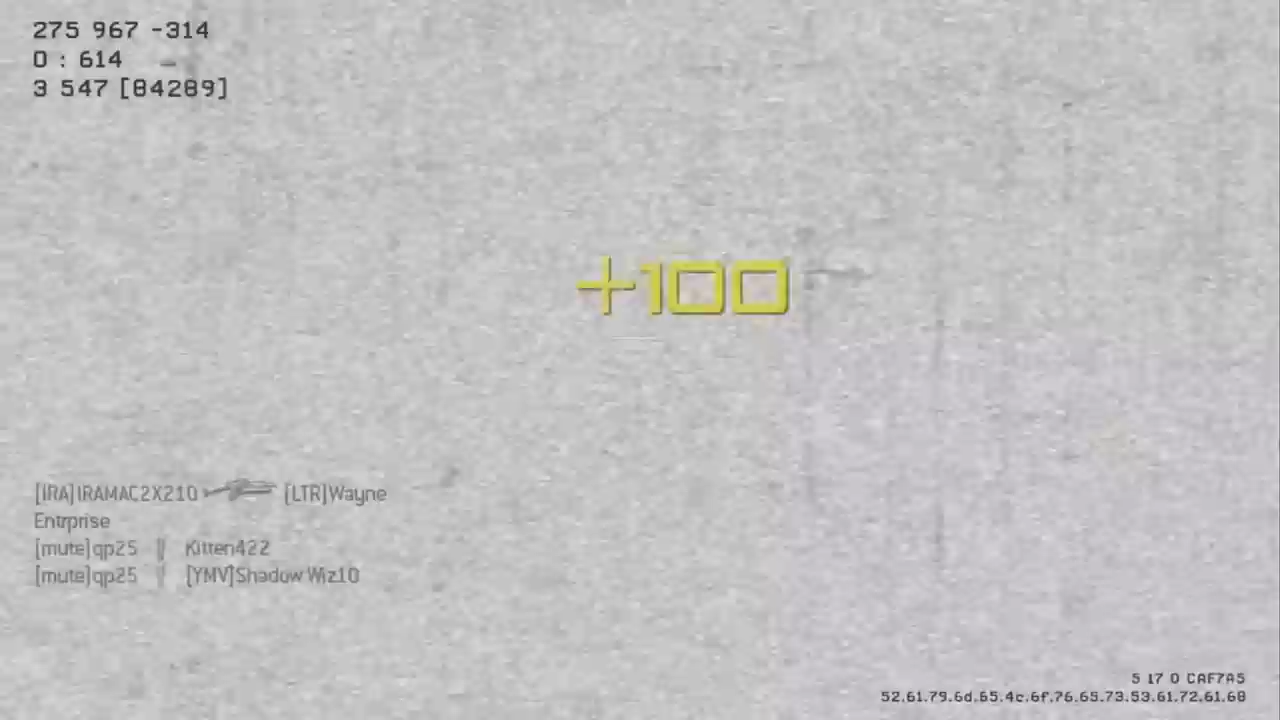 275 967 -314
0 : 614
3 547 [84289]
+100
[IRA]IRAMAC2X210 [LTR]Wayne
Entrprise
[mute]qp25 Kitten422
[mute]qp25 [YMV]Shadow Wiz10
5 17 0 CAF7A5
52.61.79.6d.65.4c.6f.76.65.73.53.61.72.61.68